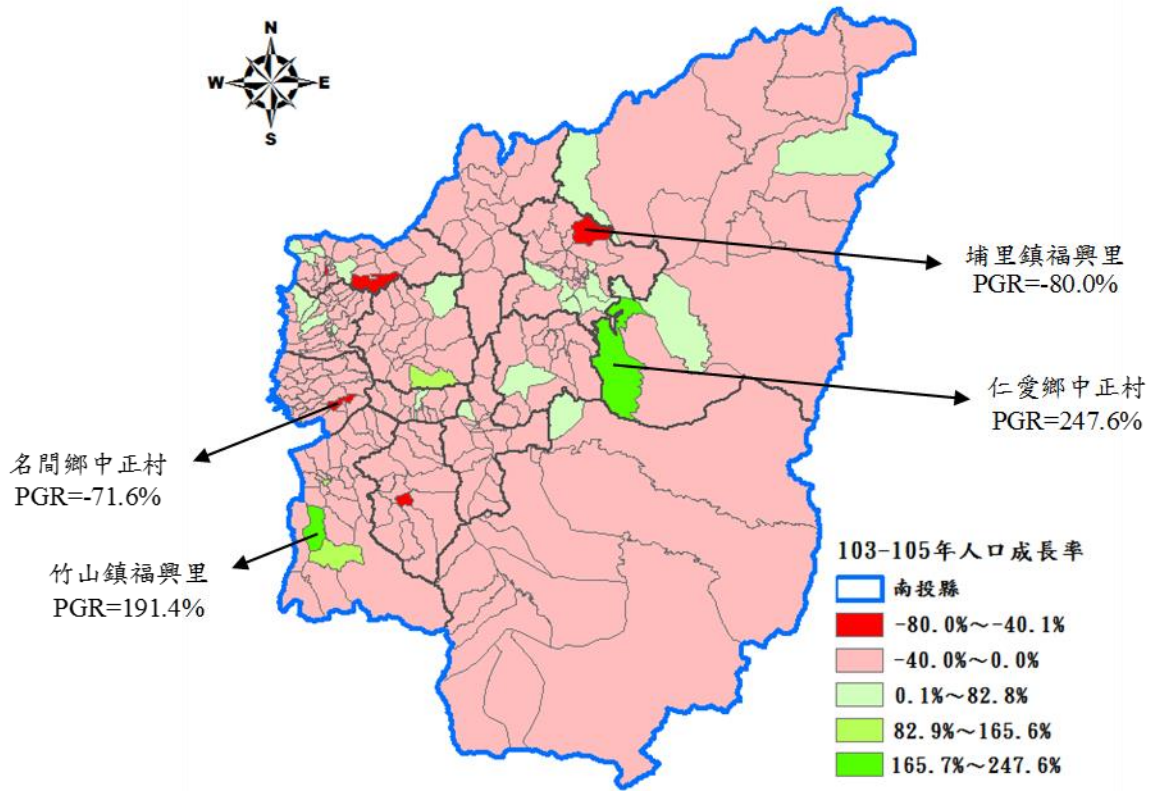 N
W
E
S
埔里鎮福興里
PGR=-80.0%
仁愛鄉中正村
PGR=247.6%
名間鄉中正村
PGR=-71.6%
竹山鎮福興里
PGR=191.4%
103-105年人口成長率
南投縣
-80.0%～-40.1%
-40.0%～0.0%
0.1%～82.8%
82.9%～165.6%
165.7%～247.6%